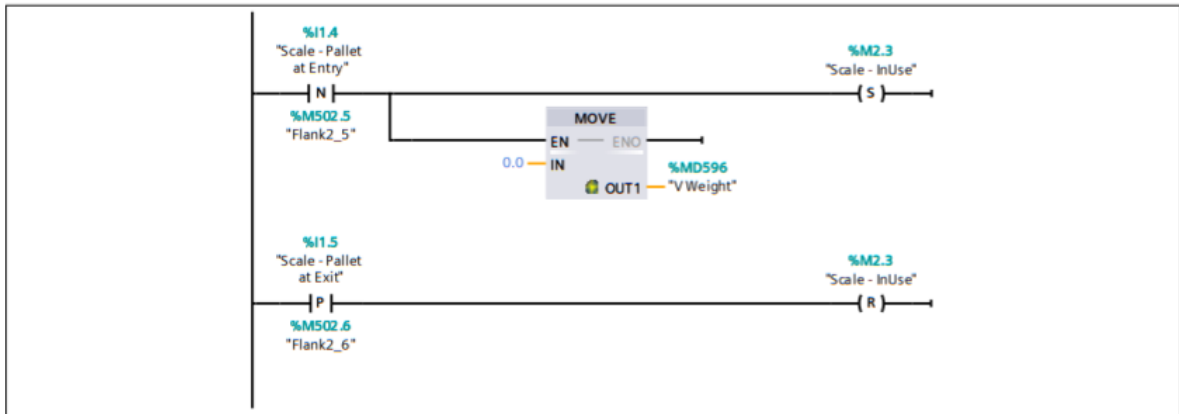 %I1.4
"Scale - Pallet
at Entry"
N
%M502.5
"Flank2_5"
%M2.3
"Scale - InUse"
S
MOVE
EN
ENO
0.0
IN
OUT1
%MD596
"V Weight"
%I1.5
"Scale - Pallet
at Exit"
P
%M502.6
"Flank2_6"
%M2.3
"Scale - InUse"
R